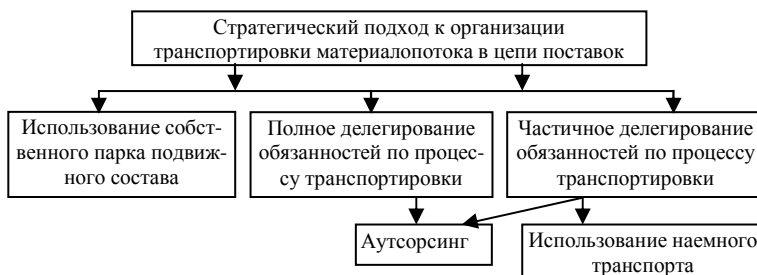 Стратегический подход к организации
транспортировки материалопотока в цепи поставок
Использование собст-
венного парка подвиж-
ного состава
Полное делегирование
обязанностей по процес-
су транспортировки
Частичное делегирование
обязанностей по процессу
транспортировки
Аутсорсинг
Использование наемного
транспорта